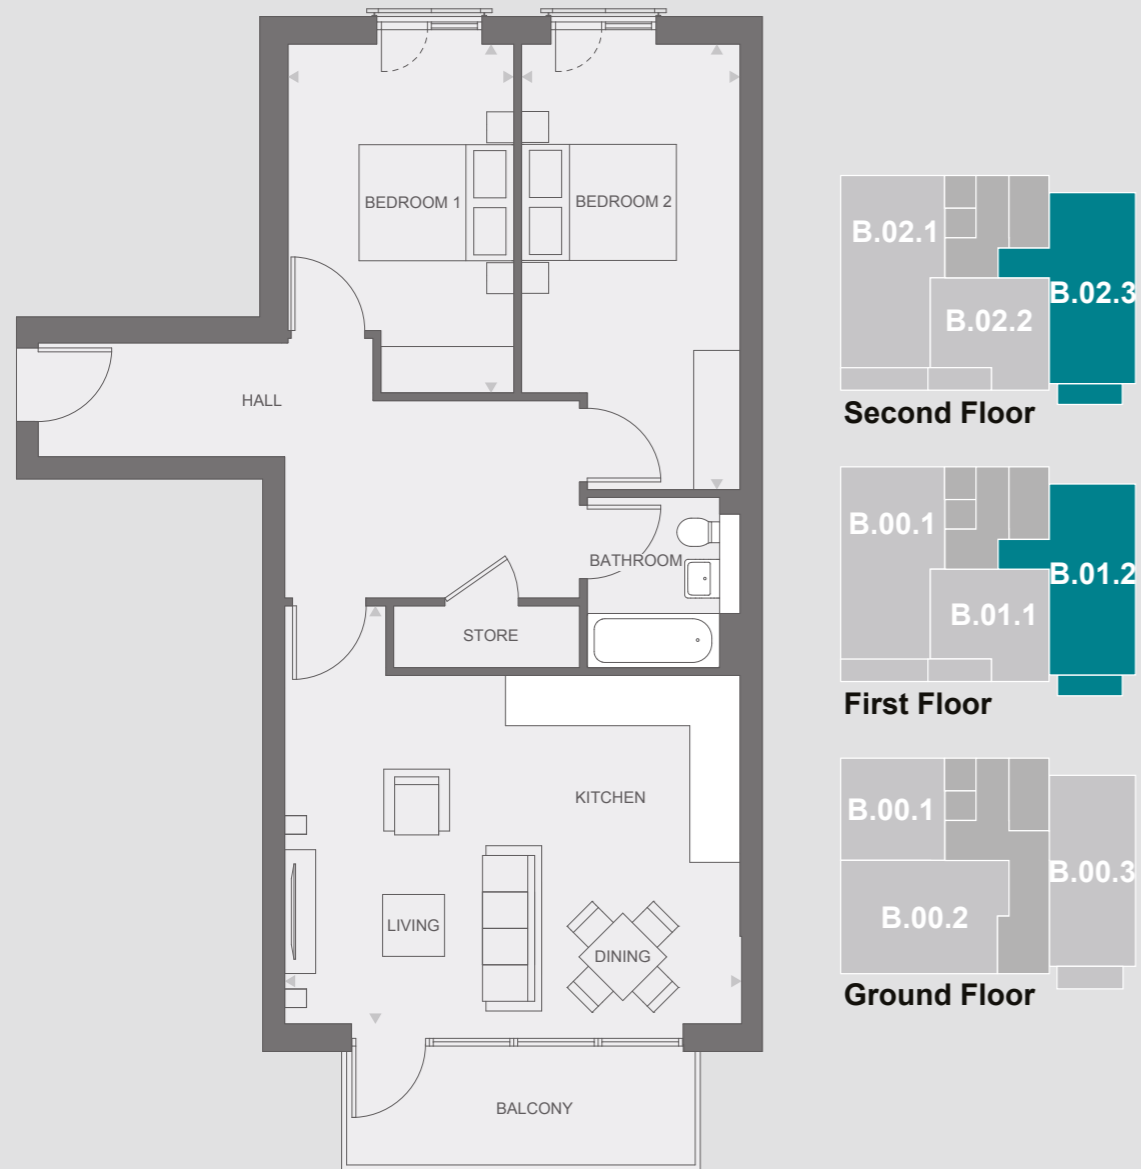 BEDROOM 1
BEDROOM 2
HALL
BATHROOM
STORE
KITCHEN
LIVING
DINING
BALCONY
B.02.1
B.02.3
B.02.2
Second Floor
B.00.1
B.01.2
B.01.1
First Floor
B.00.1
B.00.3
B.00.2
Ground Floor